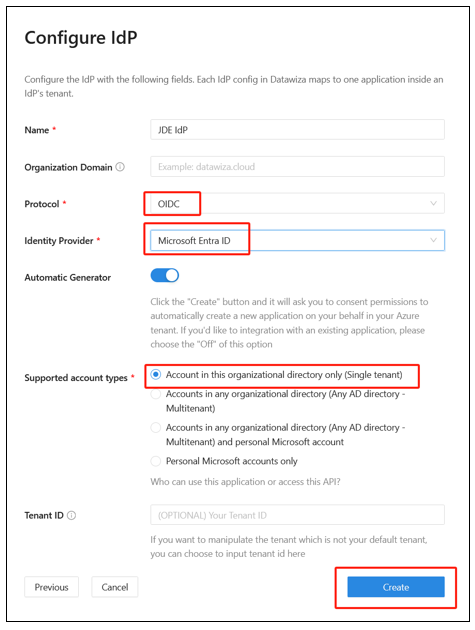 Configure IdP
Configure the IdP with the following fields. Each IdP config in Datawiza maps to one application inside an
IdP's tenant.
Name *
JDE IdP
Organization Domain
Example: datawiza.cloud
Protocol *
OIDC
Identity Provider *
Microsoft Entra ID
Automatic Generator
Click the "Create" button and it will ask you to consent permissions to
automatically create a new application on your behalf in your Azure
tenant. If you'd like to integration with an existing application, please
choose the "Off" of this option
Supported account types *
Account in this organizational directory only (Single tenant)
Accounts in any organizational directory (Any AD directory -
Multitenant)
Accounts in any organizational directory (Any AD directory -
Multitenant) and personal Microsoft account
Personal Microsoft accounts only
Who can use this application or access this API?
Tenant ID
(OPTIONAL) Your Tenant ID
If you want to manipulate the tenant which is not your default tenant,
you can choose to input tenant id here
Previous
Cancel
Create